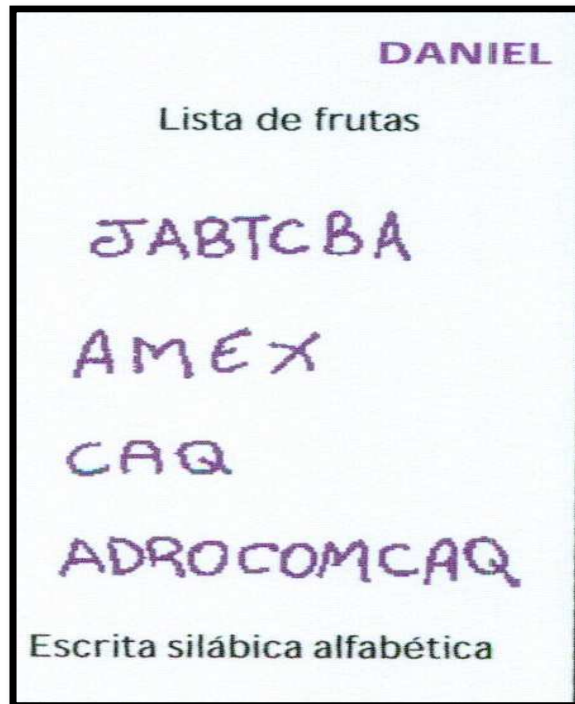 DANIEL
Lista de frutas
JABTCBA
AMEX
CAQ
ADROCOMCAQ
Escrita silábica alfabética